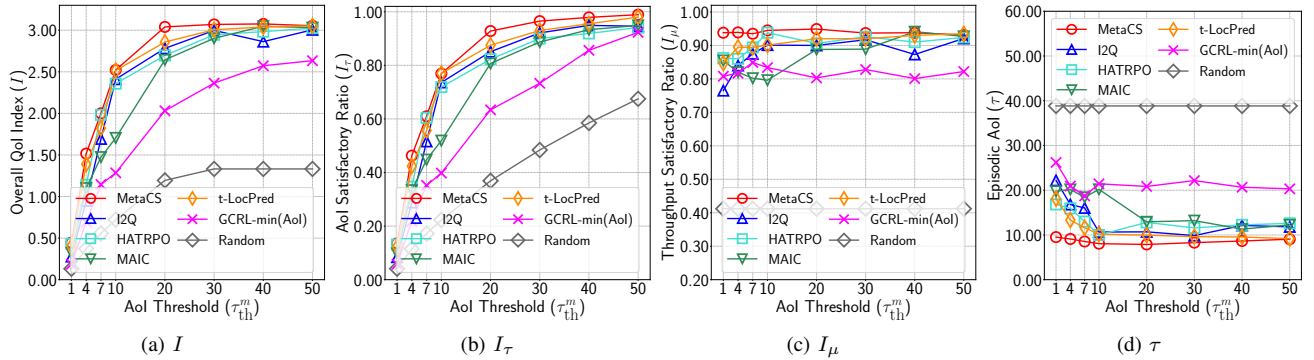 3.00
2.50
2.00
1.50
1.00
0.50
0.00
Overall QoI Index (I)
MetaCS
I2Q
HATRPO
MAIC
t-LocPred
GCRL-min(AoI)
Random
1 4 7 10 20 30 40 50
AoI Threshold (τ_th^m)
(a) I
1.00
0.80
0.60
0.40
0.20
0.00
AoI Satisfactory Ratio (I_τ)
MetaCS
I2Q
HATRPO
MAIC
t-LocPred
GCRL-min(AoI)
Random
1 4 7 10 20 30 40 50
AoI Threshold (τ_th^m)
(b) I_τ
1.00
0.90
0.80
0.70
0.60
0.50
0.40
0.30
0.20
Throughput Satisfactory Ratio (I_μ)
MetaCS
I2Q
HATRPO
MAIC
t-LocPred
GCRL-min(AoI)
Random
1 4 7 10 20 30 40 50
AoI Threshold (τ_th^m)
(c) I_μ
60.00
50.00
40.00
30.00
20.00
10.00
0.00
Episodic AoI (τ)
MetaCS
I2Q
HATRPO
MAIC
t-LocPred
GCRL-min(AoI)
Random
1 4 7 10 20 30 40 50
AoI Threshold (τ_th^m)
(d) τ